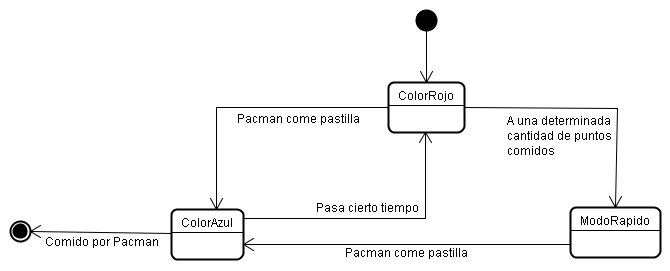 ColorRojo
Pacman come pastilla
A una determinada
cantidad de puntos
comidos
Pasa cierto tiempo
ColorAzul
ModoRapido
Comido por Pacman
Pacman come pastilla